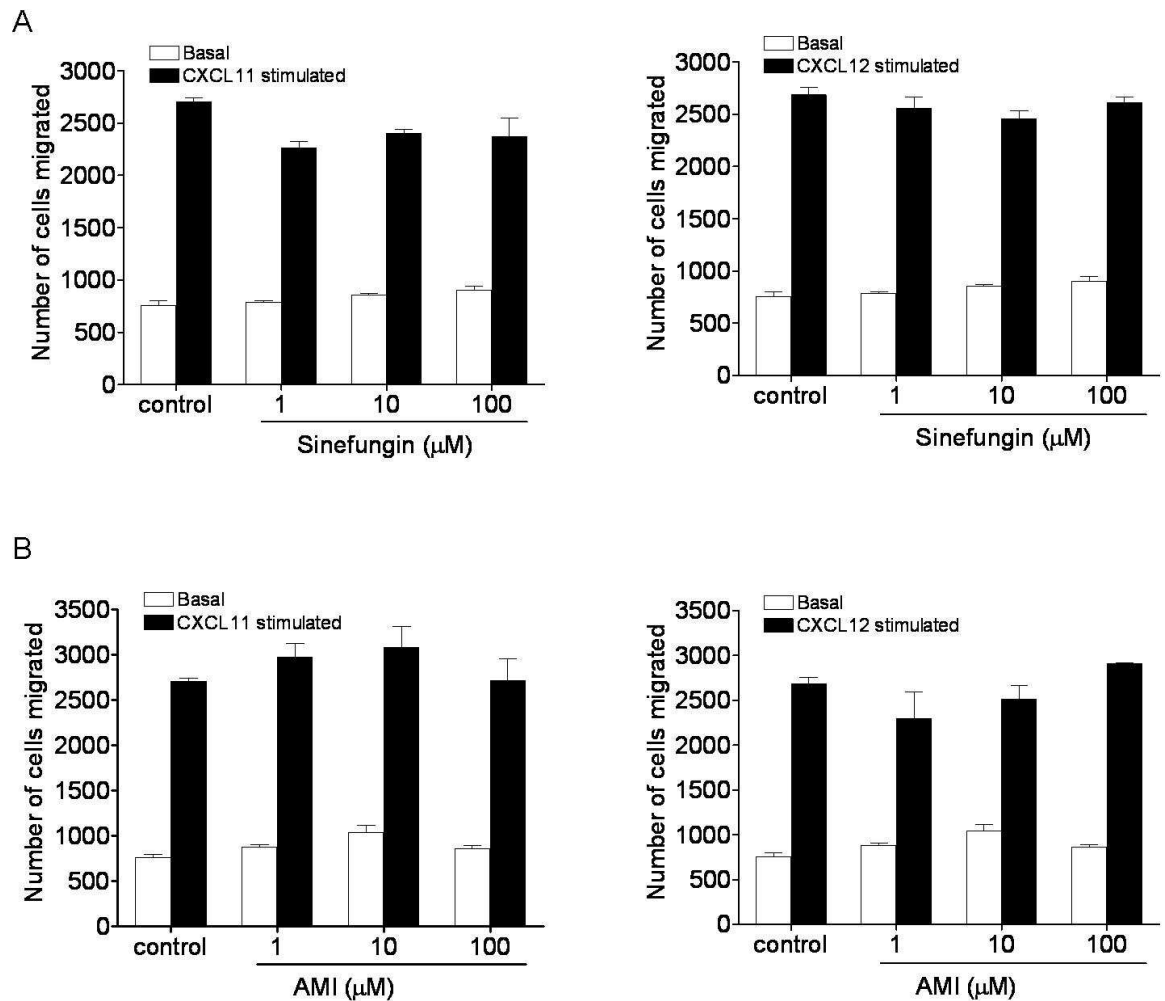 A
Basal
CXCL11 stimulated
Number of cells migrated
3000
2500
2000
1500
1000
500
0
control 1 10 100
Sinefungin (μM)
Basal
CXCL12 stimulated
Number of cells migrated
3000
2500
2000
1500
1000
500
0
control 1 10 100
Sinefungin (μM)
B
Basal
CXCL11 stimulated
Number of cells migrated
3500
3000
2500
2000
1500
1000
500
0
control 1 10 100
AMI (μM)
Basal
CXCL12 stimulated
Number of cells migrated
3500
3000
2500
2000
1500
1000
500
0
control 1 10 100
AMI (μM)